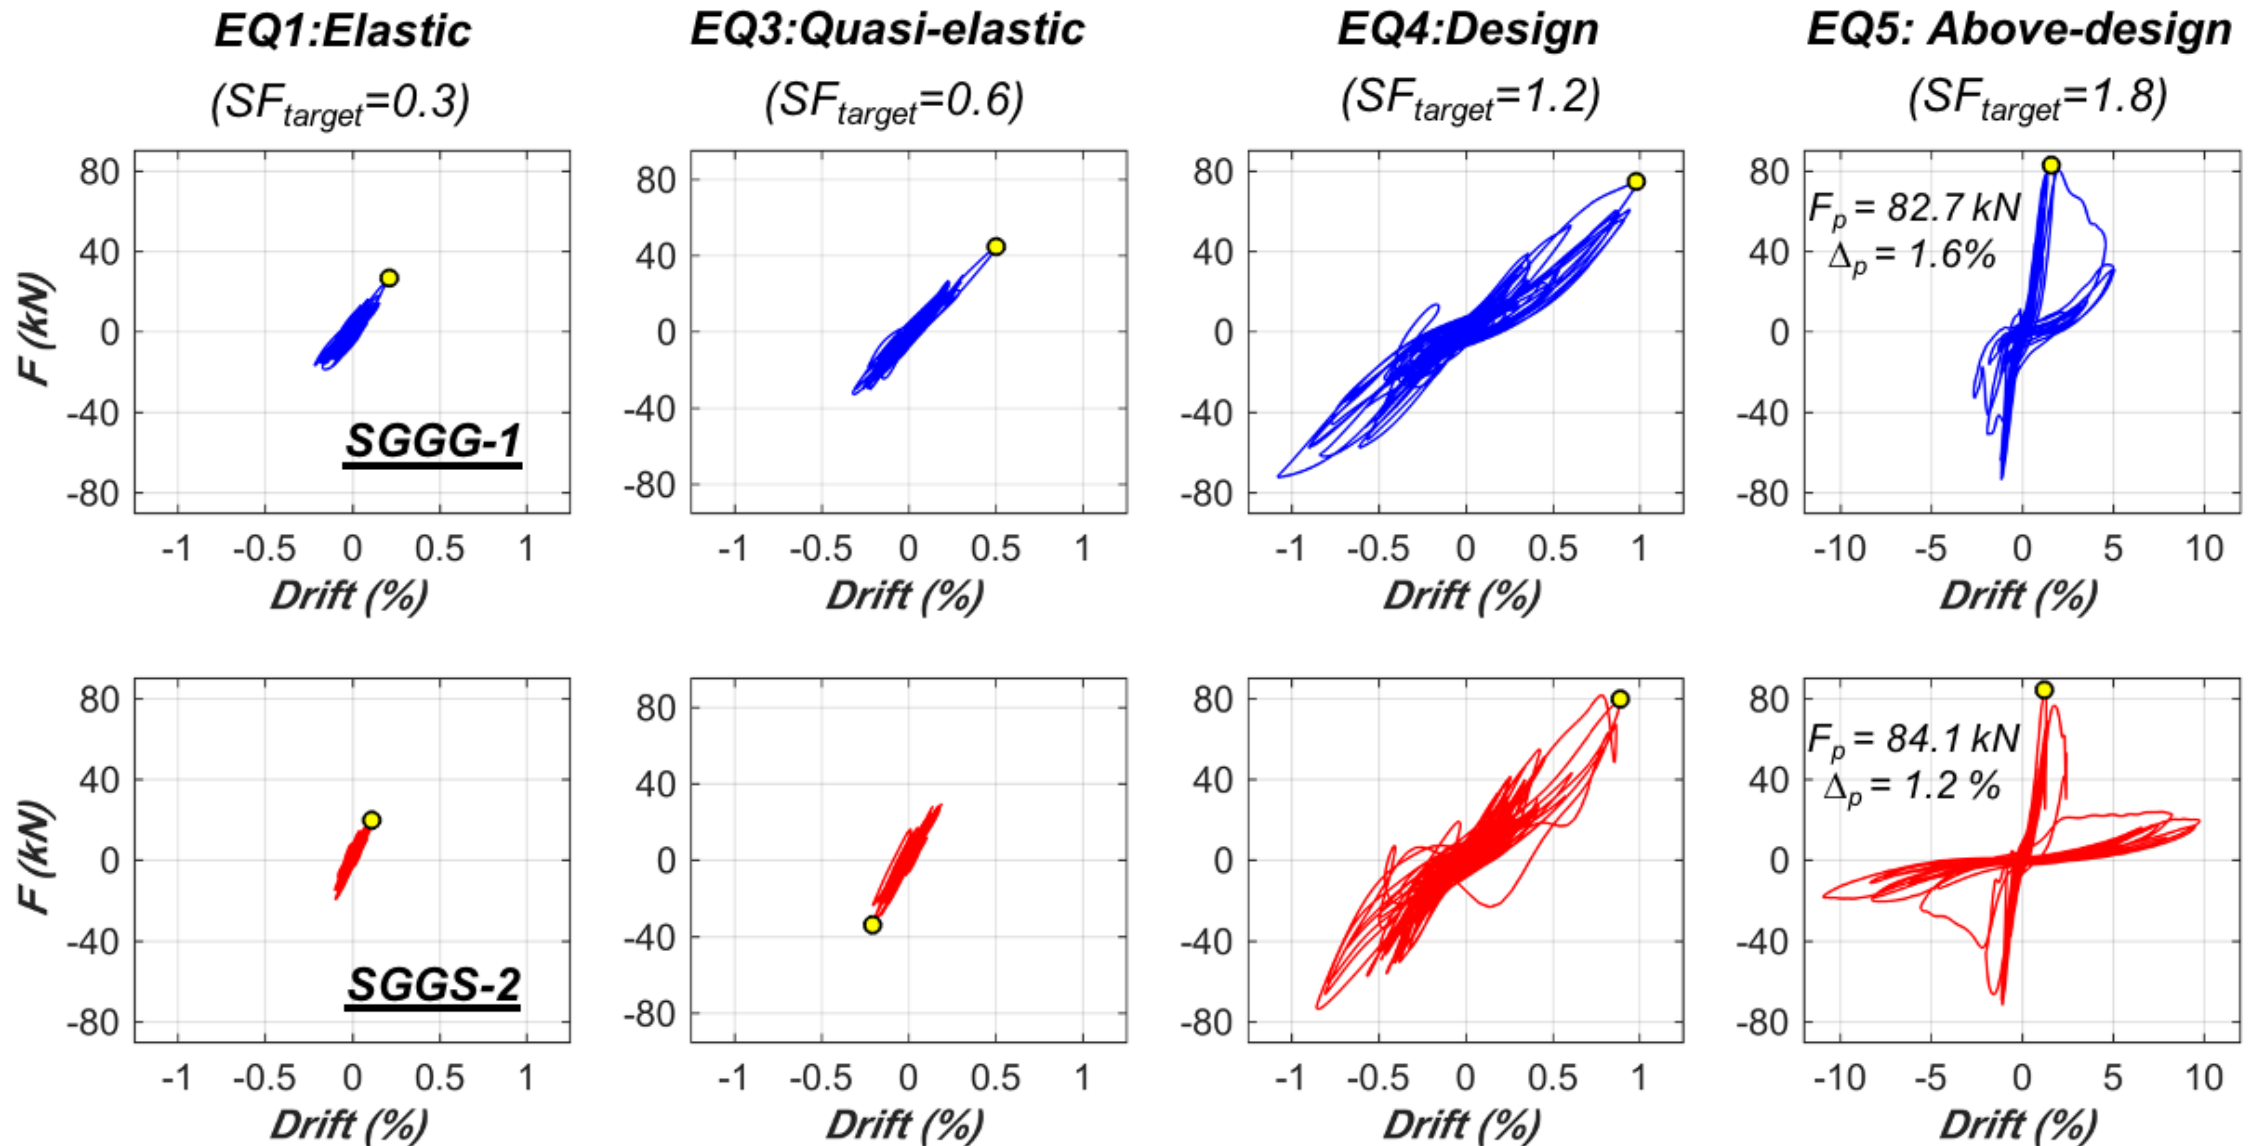 EQ1:Elastic EQ3:Quasi-elastic EQ4:Design EQ5: Above-design
(SFtarget=0.3) (SFtarget=0.6) (SFtarget=1.2) (SFtarget=1.8)
F (kN)
80
40
0
-40
-80
SGGG-1
-1 -0.5 0 0.5 1
Drift (%)
80
40
0
-40
-80
-1 -0.5 0 0.5 1
Drift (%)
80
40
0
-40
-80
-1 -0.5 0 0.5 1
Drift (%)
80
40
0
-40
-80
Fp = 82.7 kN
Δp = 1.6%
-10 -5 0 5 10
Drift (%)
F (kN)
80
40
0
-40
-80
SGGS-2
-1 -0.5 0 0.5 1
Drift (%)
80
40
0
-40
-80
-1 -0.5 0 0.5 1
Drift (%)
80
40
0
-40
-80
-1 -0.5 0 0.5 1
Drift (%)
80
40
0
-40
-80
Fp = 84.1 kN
Δp = 1.2 %
-10 -5 0 5 10
Drift (%)